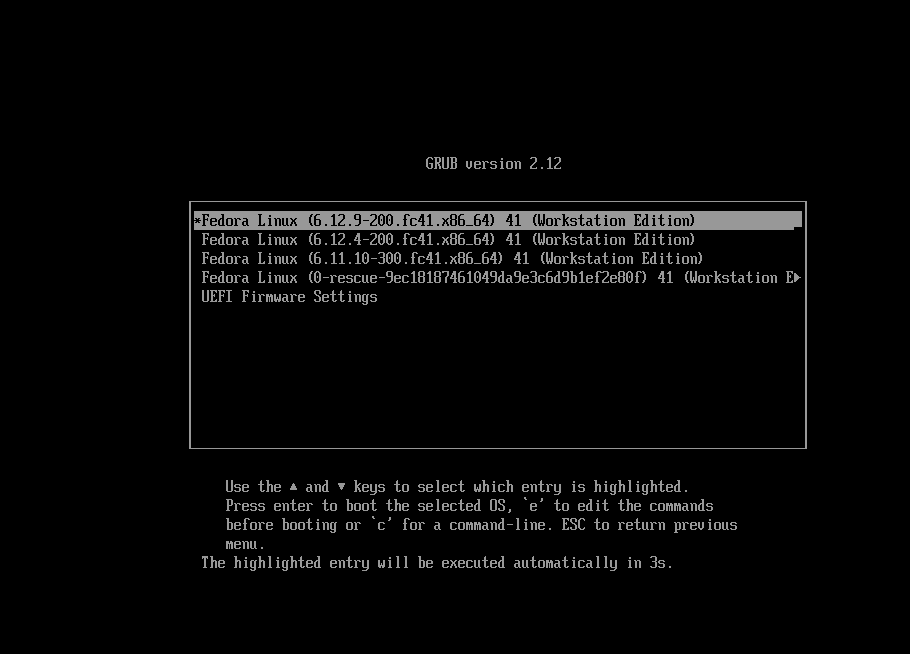 GRUB version 2.12
*Fedora Linux (6.12.9-200.fc41.x86_64) 41 (Workstation Edition)
Fedora Linux (6.12.4-200.fc41.x86_64) 41 (Workstation Edition)
Fedora Linux (6.11.10-300.fc41.x86_64) 41 (Workstation Edition)
Fedora Linux (0-rescue-9ec18187461049da9e3c6d9b1ef2e80f) 41 (Workstation E▶
UEFI Firmware Settings
Use the ▲ and ▼ keys to select which entry is highlighted.
Press enter to boot the selected OS, `e' to edit the commands
before booting or `c' for a command-line. ESC to return previous
menu.
The highlighted entry will be executed automatically in 3s.